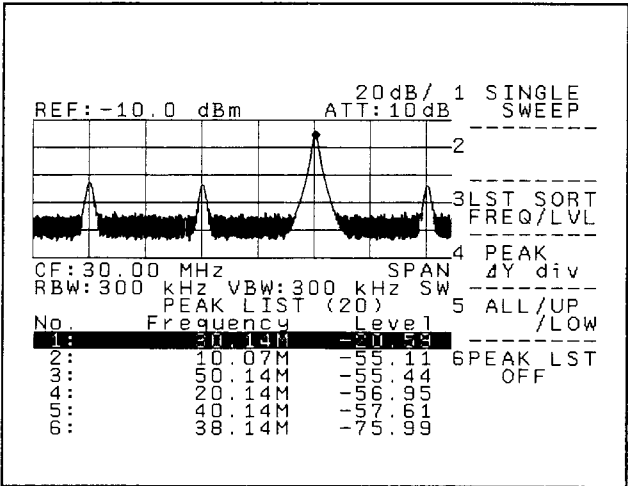 20dB/
REF:-10.0 dBm ATT:10dB
CF:30.00 MHz SPAN
RBW:300 kHz VBW:300 kHz SW
PEAK LIST (20)
No. Frequency Level
1: 30.14M
2: 10.07M -55.11
3: 50.14M -55.44
4: 20.14M -56.95
5: 40.14M -57.61
6: 38.14M -75.99
1 SINGLE
SWEEP
2
3LST SORT
FREQ/LVL
4 PEAK
ΔY div
5 ALL/UP
/LOW
6PEAK LST
OFF